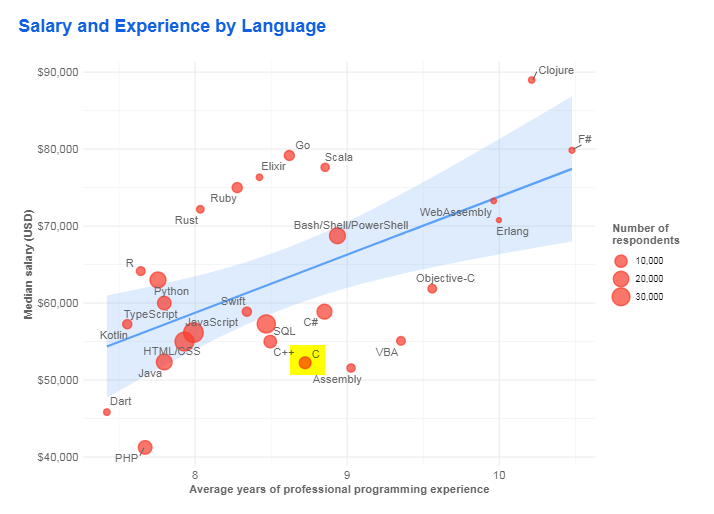 Salary and Experience by Language
Median salary (USD)
$90,000
$80,000
$70,000
$60,000
$50,000
$40,000
Clojure
F#
Go
Scala
Elixir
Ruby
Rust
WebAssembly
Bash/Shell/PowerShell
Erlang
R
Python
Objective-C
TypeScript
Swift
Kotlin
JavaScript
SQL
C#
HTML/CSS
C++
C
VBA
Java
Assembly
Dart
PHP
8
9
10
Average years of professional programming experience
Number of
respondents
10,000
20,000
30,000